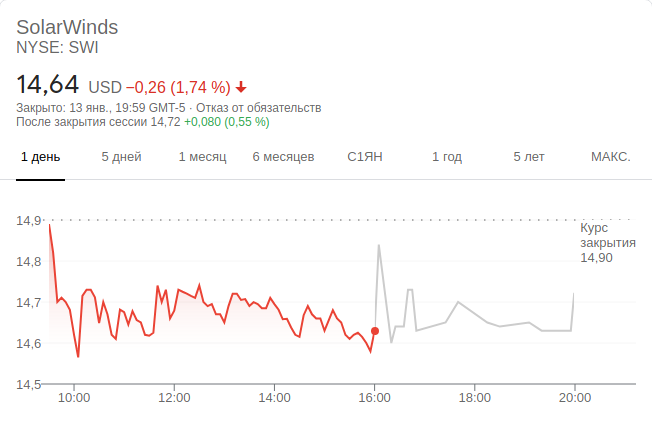 SolarWinds
NYSE: SWI
14,64 USD −0,26 (1,74 %)
Закрыто: 13 янв., 19:59 GMT-5 · Отказ от обязательств
После закрытия сессии 14,72 +0,080 (0,55 %)
1 день 5 дней 1 месяц 6 месяцев С1ЯН 1 год 5 лет МАКС.
14,9
Курс
закрытия
14,90
14,8
14,7
14,6
14,5
10:00 12:00 14:00 16:00 18:00 20:00